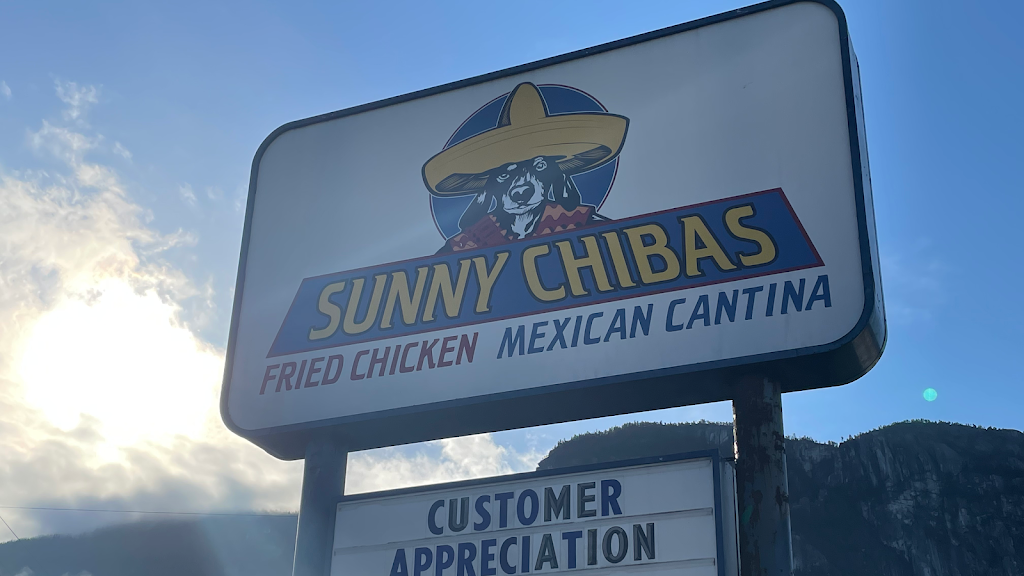 SUNNY CHIBAS
FRIED CHICKEN MEXICAN CANTINA
CUSTOMER
APPRECIATION